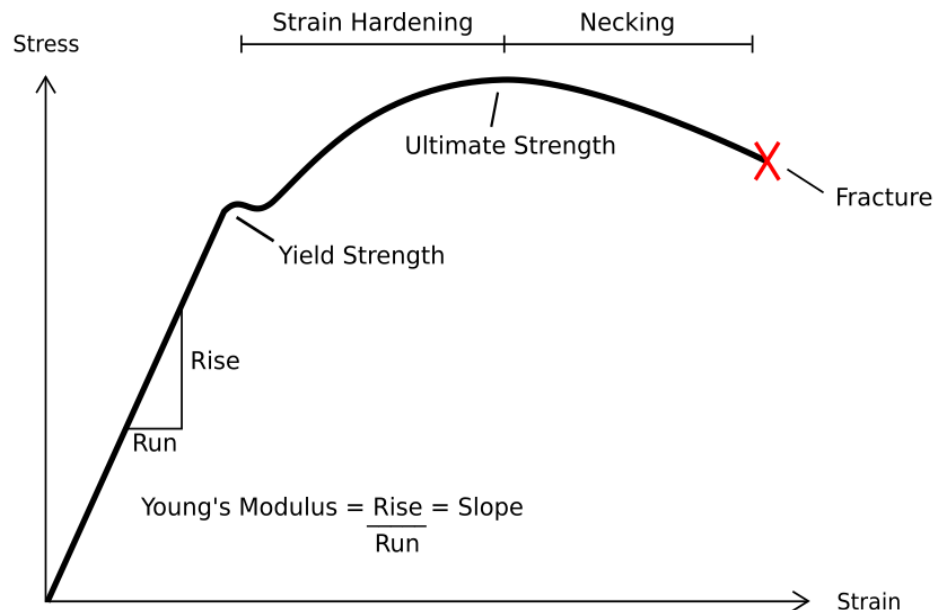 Strain Hardening
Necking
Stress
Ultimate Strength
Fracture
Yield Strength
Rise
Run
Young's Modulus = Rise = Slope
Run
Strain